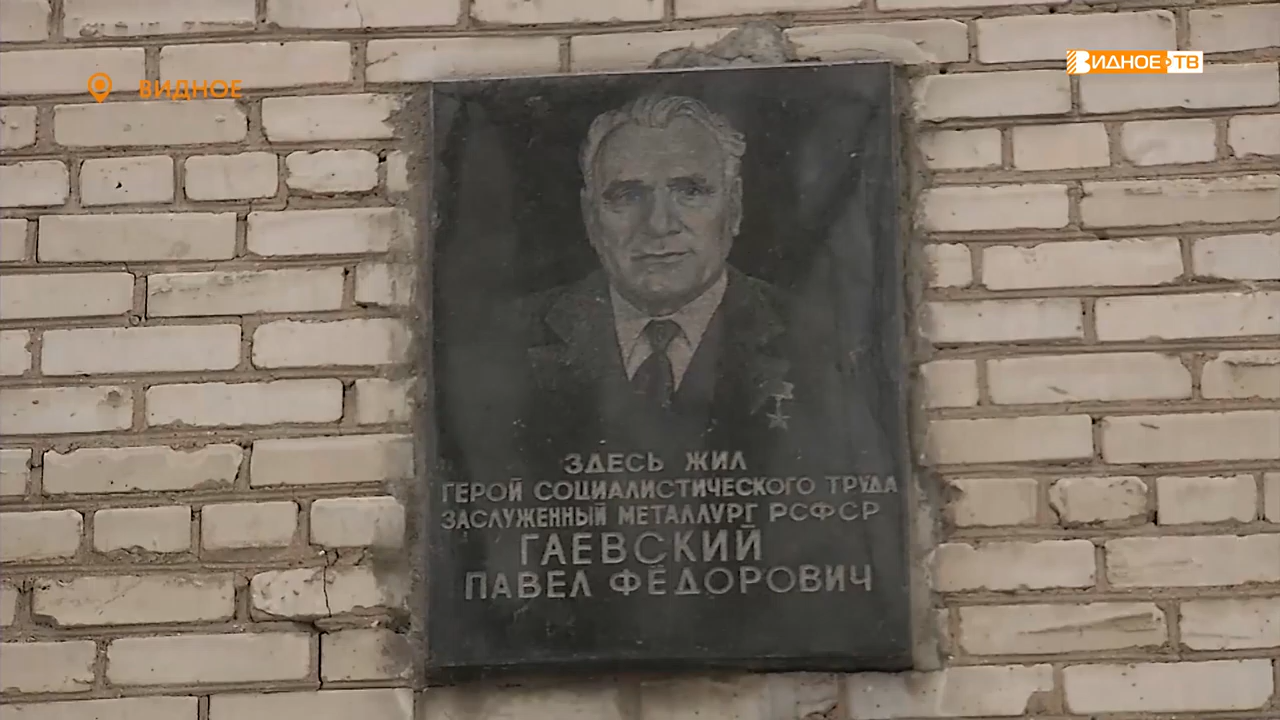 ВИДНОЕ
ВИДНОЕ ТВ
ЗДЕСЬ ЖИЛ
ГЕРОЙ СОЦИАЛИСТИЧЕСКОГО ТРУДА
ЗАСЛУЖЕННЫЙ МЕТАЛЛУРГ РСФСР
ГАЕВСКИЙ
ПАВЕЛ ФЁДОРОВИЧ